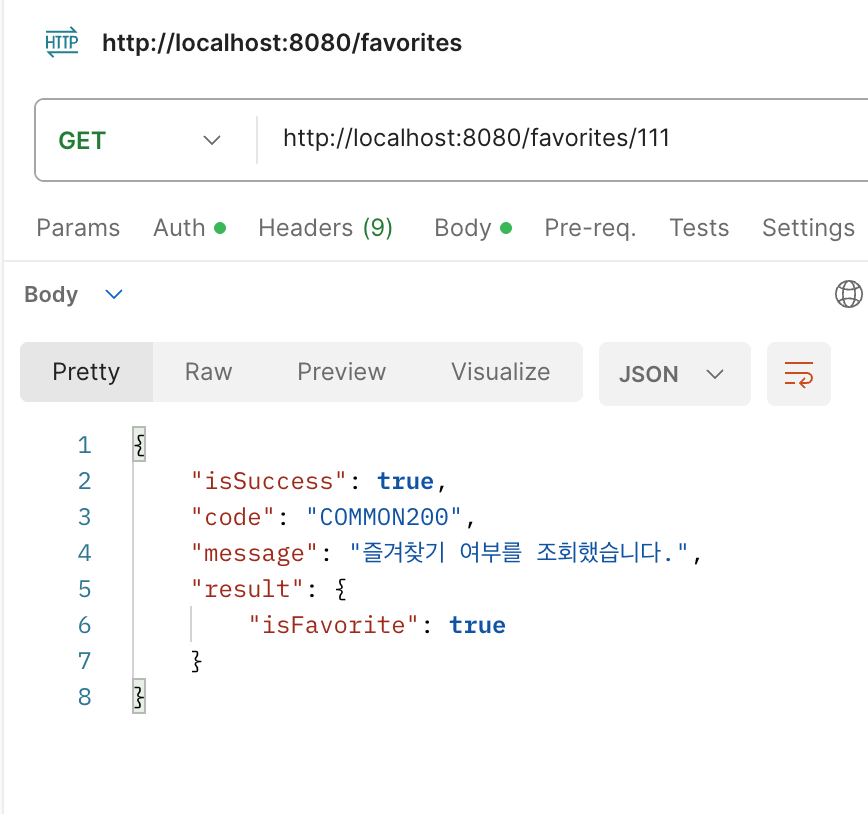 HTTP http://localhost:8080/favorites
GET http://localhost:8080/favorites/111
Params Auth Headers (9) Body Pre-req. Tests Settings
Body
Pretty Raw Preview Visualize JSON
1 {
2 "isSuccess": true,
3 "code": "COMMON200",
4 "message": "즐겨찾기 여부를 조회했습니다.",
5 "result": {
6 "isFavorite": true
7 }
8 }